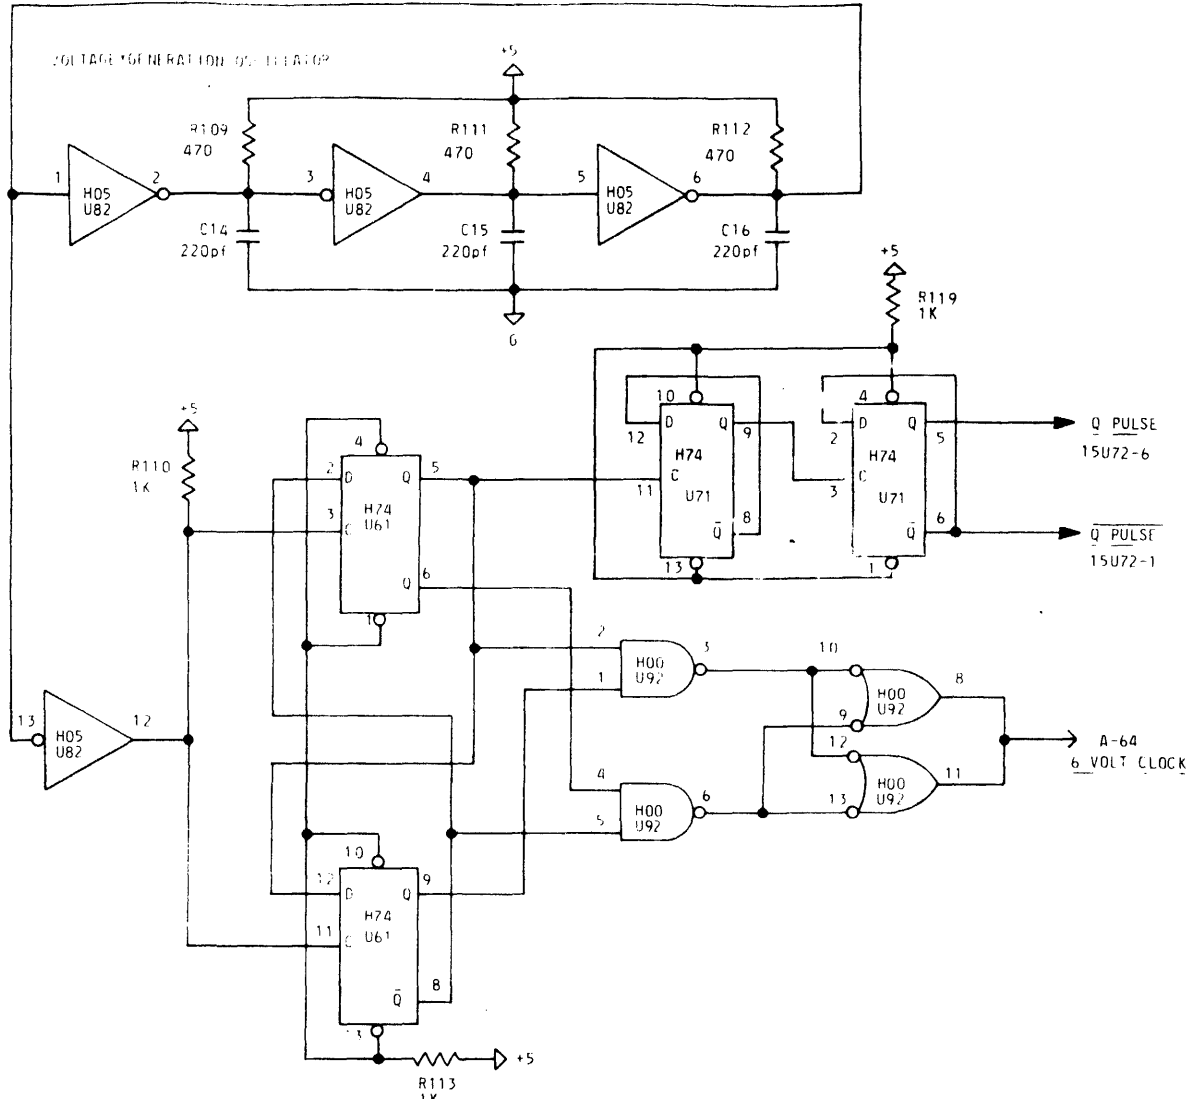 +5
R109
470
R111
470
R112
470
1
H05
U82
2
3
H05
U82
4
5
H05
U82
6
C14
220pf
C15
220pf
C16
220pf
G
+5
R119
1K
+5
R110
1K
4
2
D
Q
5
3
C
H74
U61
Q
6
1
10
12
D
Q
9
H74
11
C
U71
Q
8
13
4
2
D
Q
5
H74
3
C
U71
Q
6
1
Q PULSE
15U72-6
Q PULSE
15U72-1
2
H00
U92
3
1
4
H00
U92
6
5
10
H00
U92
8
9
12
H00
U92
11
13
A-64
6 VOLT CLOCK
13
H05
U82
12
10
12
D
Q
9
H74
U61
11
C
Q
8
13
R113
1K
+5